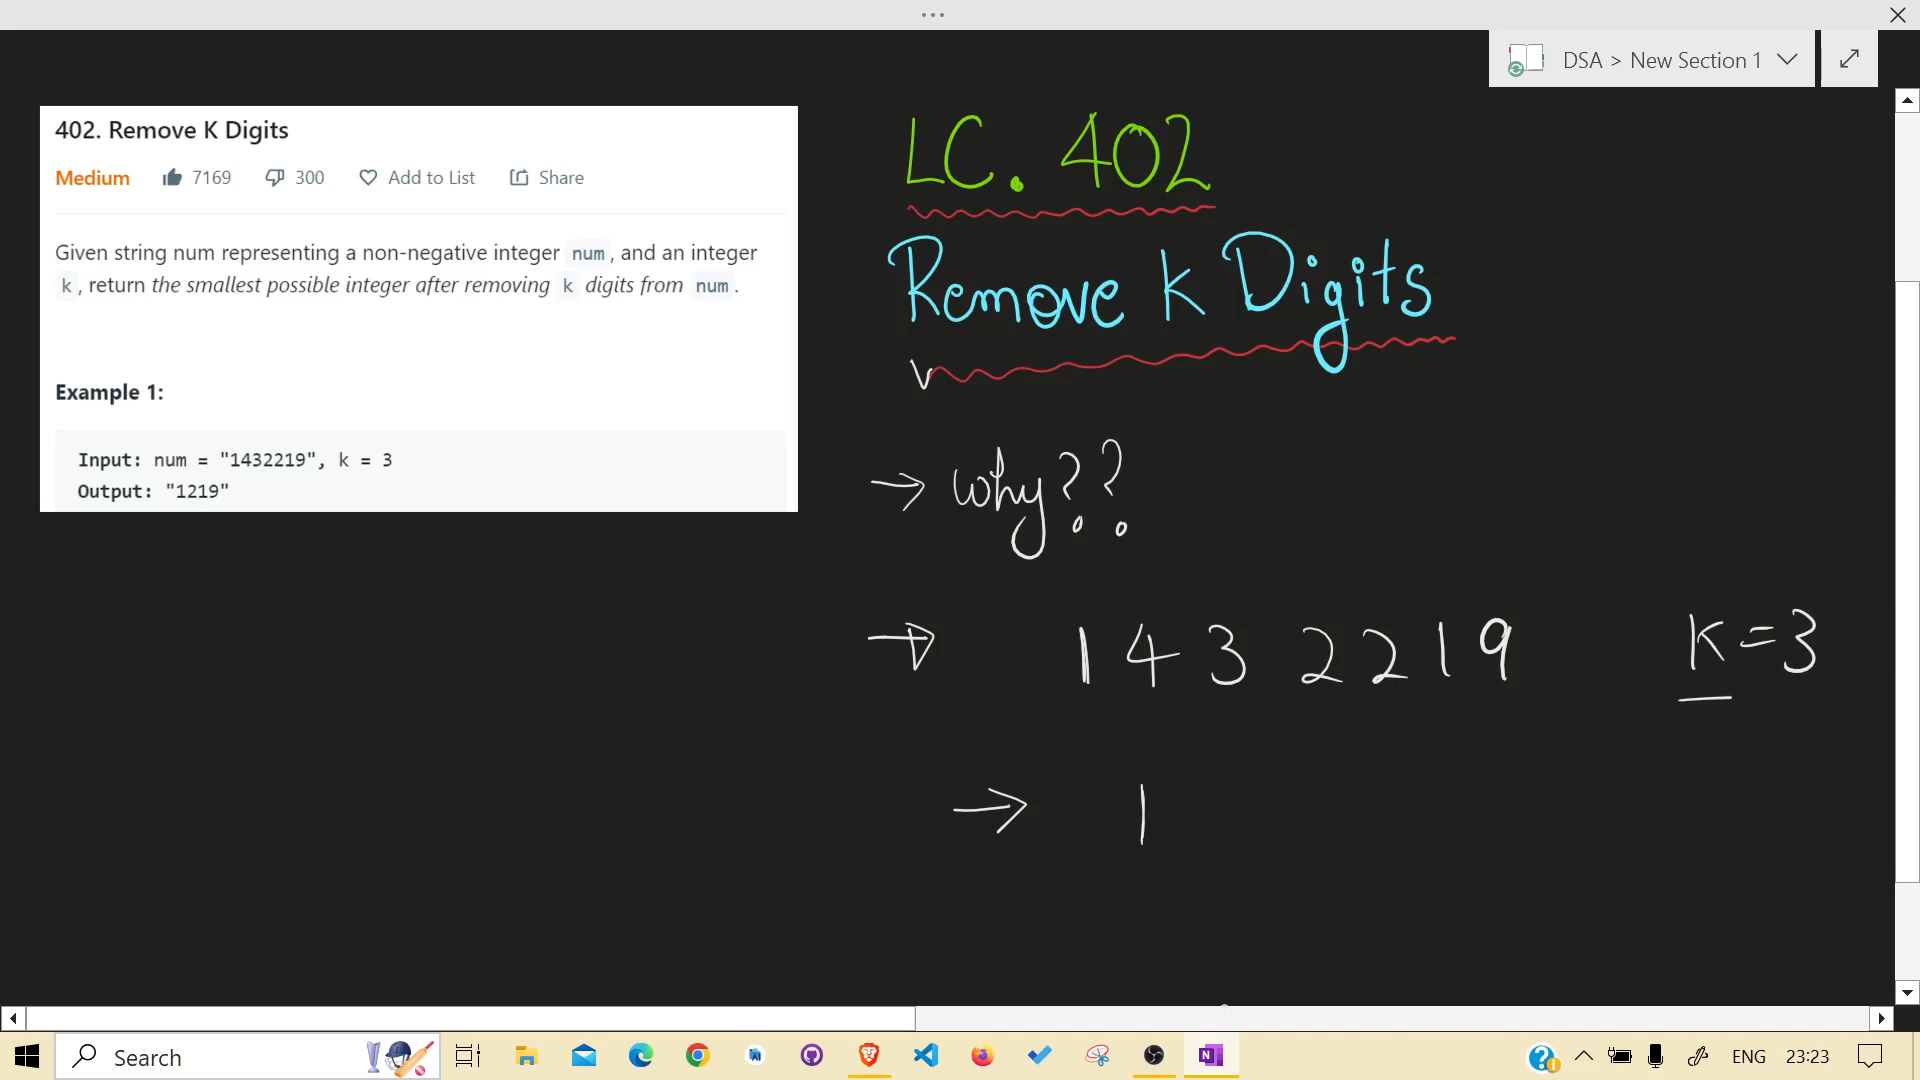 DSA > New Section 1
402. Remove K Digits
Medium 7169 300 Add to List Share
Given string num representing a non-negative integer num, and an integer
k, return the smallest possible integer after removing k digits from num.
Example 1:
Input: num = "1432219", k = 3
Output: "1219"
LC. 402
Remove K Digits
→ why??
→ 1 4 3 2 2 1 9 K = 3
→ 1
Search
ENG 23:23